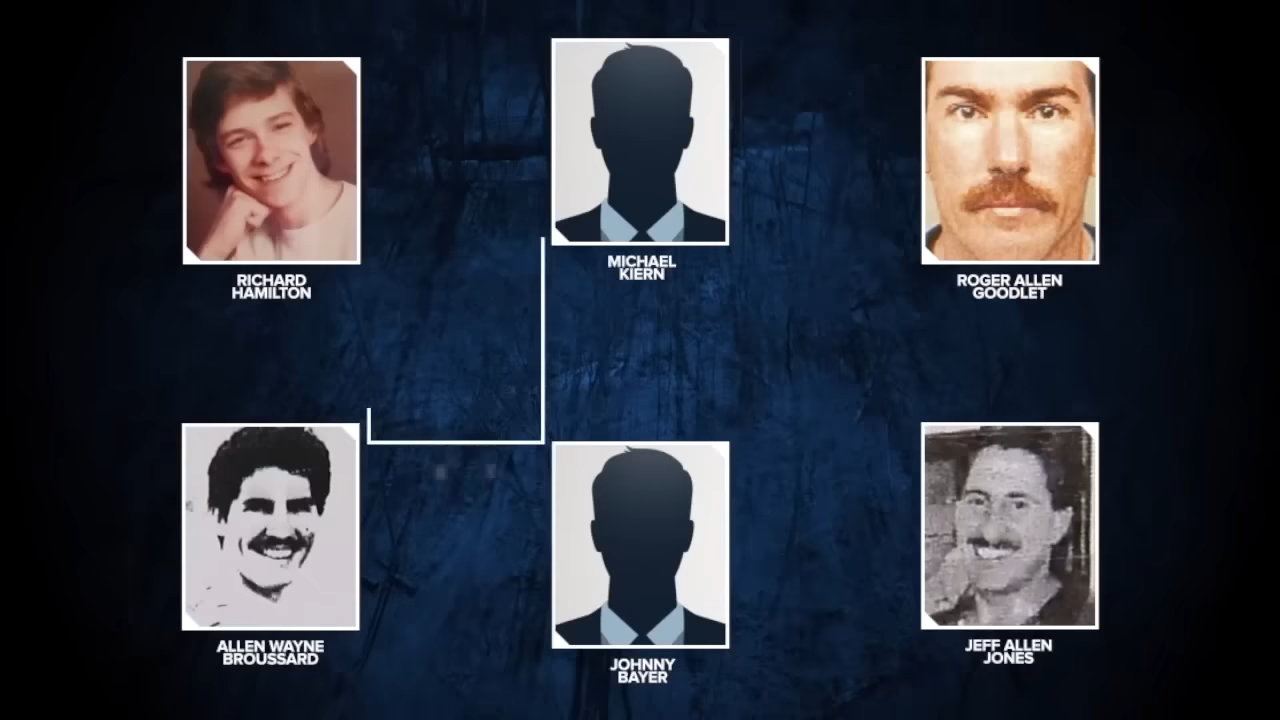 RICHARD
HAMILTON
MICHAEL
KIERN
ROGER ALLEN
GOODLET
ALLEN WAYNE
BROUSSARD
JOHNNY
BAYER
JEFF ALLEN
JONES